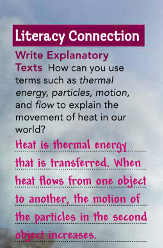 Literacy Connection
Write Explanatory
Texts How can you use
terms such as thermal
energy, particles, motion,
and flow to explain the
movement of heat in our
world?
Heat is thermal energy
that is transferred. When
heat flows from one object
to another, the motion of
the particles in the second
object increases.